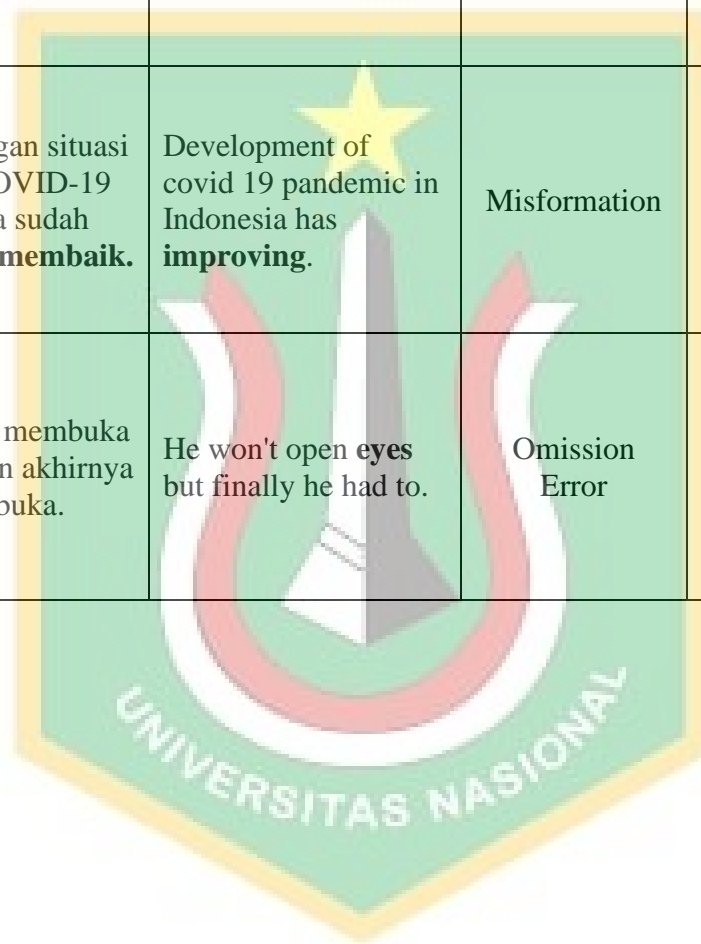 gan situasi
OVID-19
a sudah
membaik.
Development of
covid 19 pandemic in
Indonesia has
improving.
Misformation
membuka
n akhirnya
buka.
He won't open eyes
but finally he had to.
Omission
Error
UNIVERSITAS NASIONAL